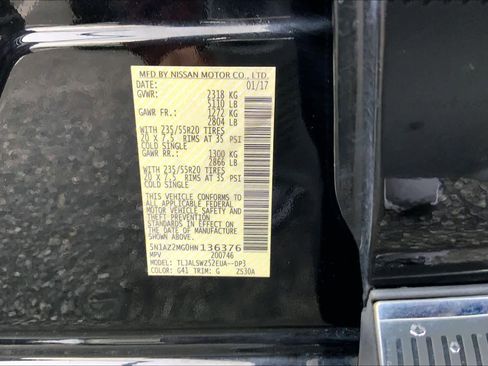 MFD BY NISSAN MOTOR CO., LTD.
DATE: 01/17
GVWR: 2318 KG
5110 LB
GAWR FR.: 1272 KG
2804 LB
WITH 235/55R20 TIRES
20 X 7.5 RIMS AT 35 PSI
COLD SINGLE
GAWR RR.: 1300 KG
2866 LB
WITH 235/55R20 TIRES
20 X 7.5 RIMS AT 35 PSI
COLD SINGLE
THIS VEHICLE CONFORMS TO
ALL APPLICABLE FEDERAL
MOTOR VEHICLE SAFETY AND
THEFT PREVENTION
STANDARDS IN EFFECT ON
THE DATE OF MANUFACTURE
SHOWN ABOVE.
5N1AZ2MG0HN136376
MPV 200746
MODEL: TLJALSWZ52EUA--DP3
COLOR: G41 TRIM: G Z530A